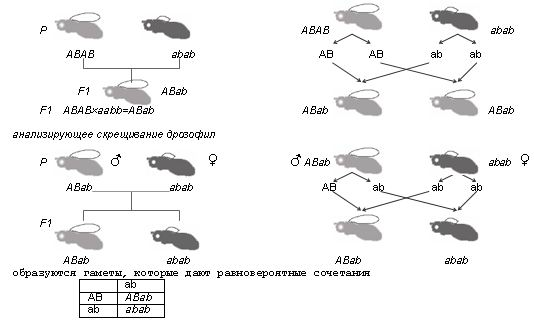 P
ABAB abab
F1 ABab
F1 ABAB×aabb=ABab
ABAB abab
AB AB ab ab
ABab ABab
анализирующее скрещивание дрозофил
P ♂ ♀
ABab abab
F1
ABab abab
♂ ABab abab ♀
AB ab ab ab
ABab abab
образуются гаметы, которые дают равновероятные сочетания
ab
AB ABab
ab abab